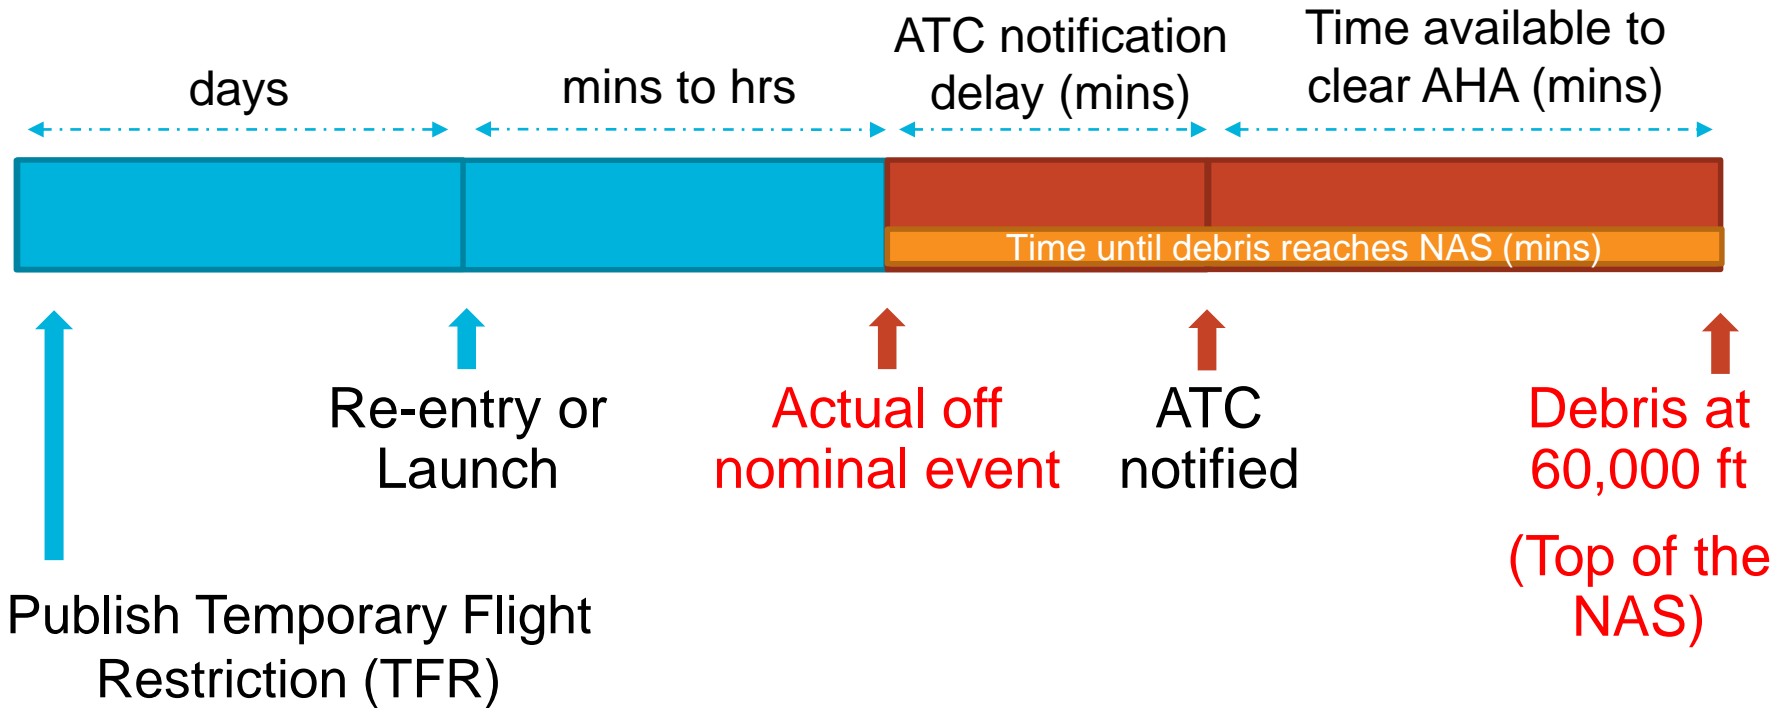 days
mins to hrs
ATC notification
delay (mins)
Time available to
clear AHA (mins)
Time until debris reaches NAS (mins)
Publish Temporary Flight
Restriction (TFR)
Re-entry or
Launch
Actual off
nominal event
ATC
notified
Debris at
60,000 ft
(Top of the
NAS)